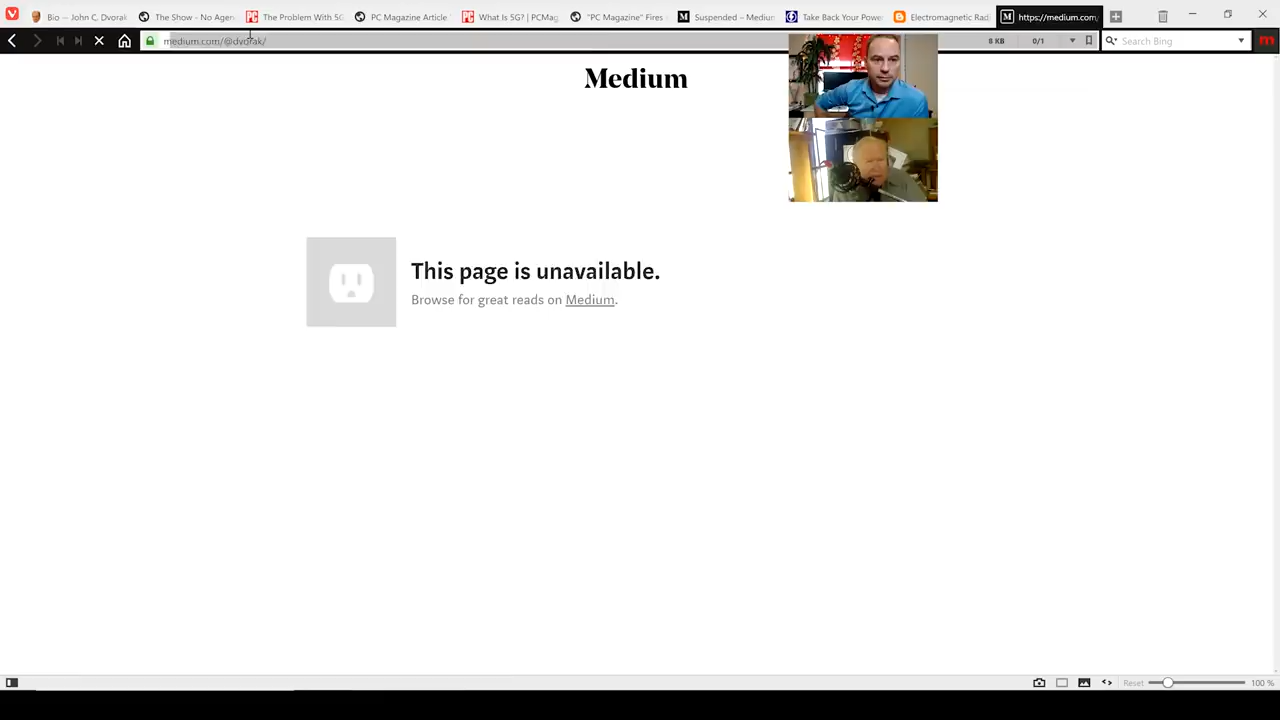 Bio — John C. Dvorak
The Show - No Agen
The Problem With 5G
PC Magazine Article
What Is 5G? | PCMag
"PC Magazine" Fires
Suspended – Medium
Take Back Your Power
Electromagnetic Radi
https://medium.com/
medium.com/@dvorak/
8 KB
0/1
Search Bing
Medium
This page is unavailable.
Browse for great reads on Medium.
Reset
100 %